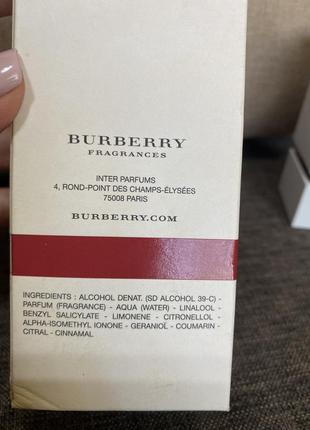 BURBERRY
FRAGRANCES
INTER PARFUMS
4, ROND-POINT DES CHAMPS-ÉLYSÉES
75008 PARIS
BURBERRY.COM
INGREDIENTS : ALCOHOL DENAT. (SD ALCOHOL 39-C) -
PARFUM (FRAGRANCE) - AQUA (WATER) - LINALOOL -
BENZYL SALICYLATE - LIMONENE - CITRONELLOL -
ALPHA-ISOMETHYL IONONE - GERANIOL - COUMARIN -
CITRAL - CINNAMAL